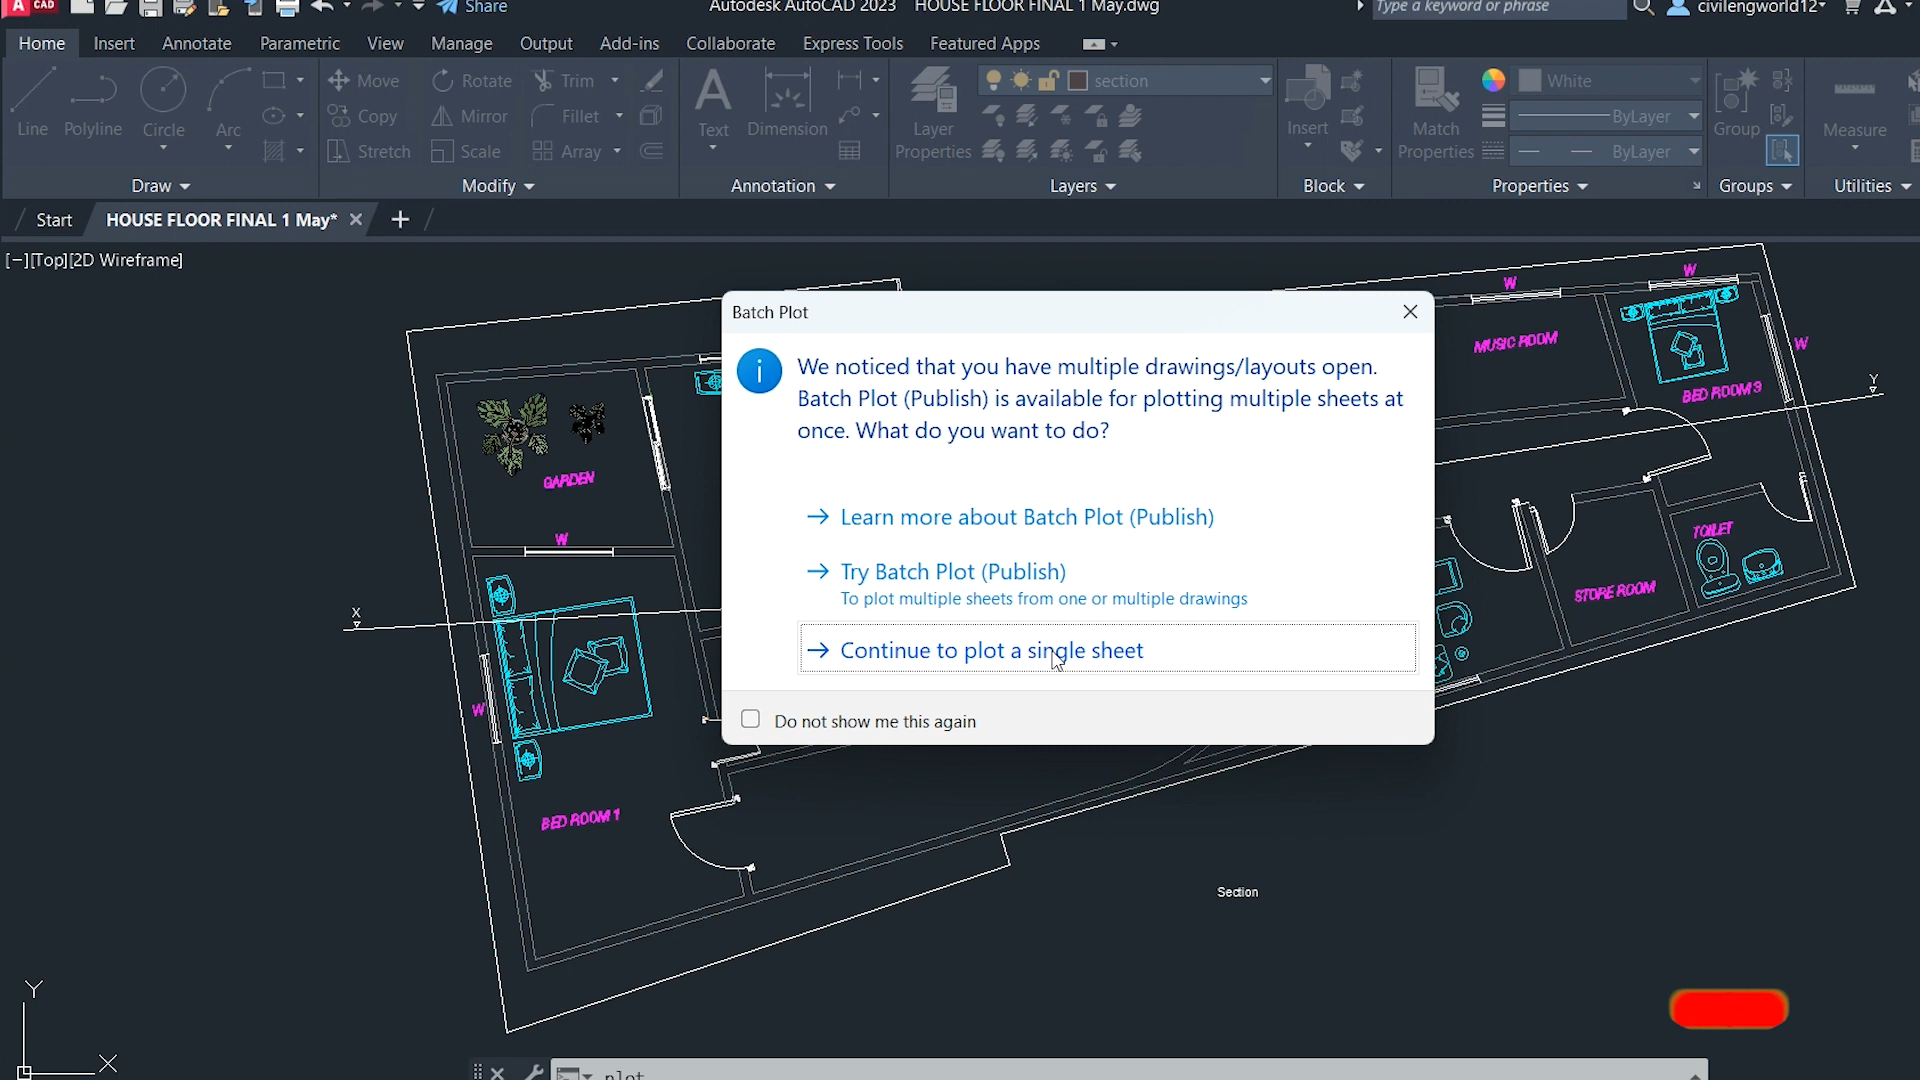 A CAD
Share
Autodesk AutoCAD 2023 HOUSE FLOOR FINAL 1 May.dwg
Type a keyword or phrase
civilengworld12
Home Insert Annotate Parametric View Manage Output Add-ins Collaborate Express Tools Featured Apps
Line Polyline Circle Arc
Move Rotate Trim
Copy Mirror Fillet
Stretch Scale Array
Text Dimension
Layer
Properties
section
Insert
Match
Properties
White
ByLayer
ByLayer
Group
Measure
Draw Modify Annotation Layers Block Properties Groups Utilities
Start HOUSE FLOOR FINAL 1 May*
[−][Top][2D Wireframe]
Batch Plot
We noticed that you have multiple drawings/layouts open.
Batch Plot (Publish) is available for plotting multiple sheets at
once. What do you want to do?
Learn more about Batch Plot (Publish)
Try Batch Plot (Publish)
To plot multiple sheets from one or multiple drawings
Continue to plot a single sheet
Do not show me this again
W
W
W
MUSIC ROOM
BED ROOM 3
Y
GARDEN
W
TOILET
STORE ROOM
X
W
BED ROOM 1
Section
Y
X
plot